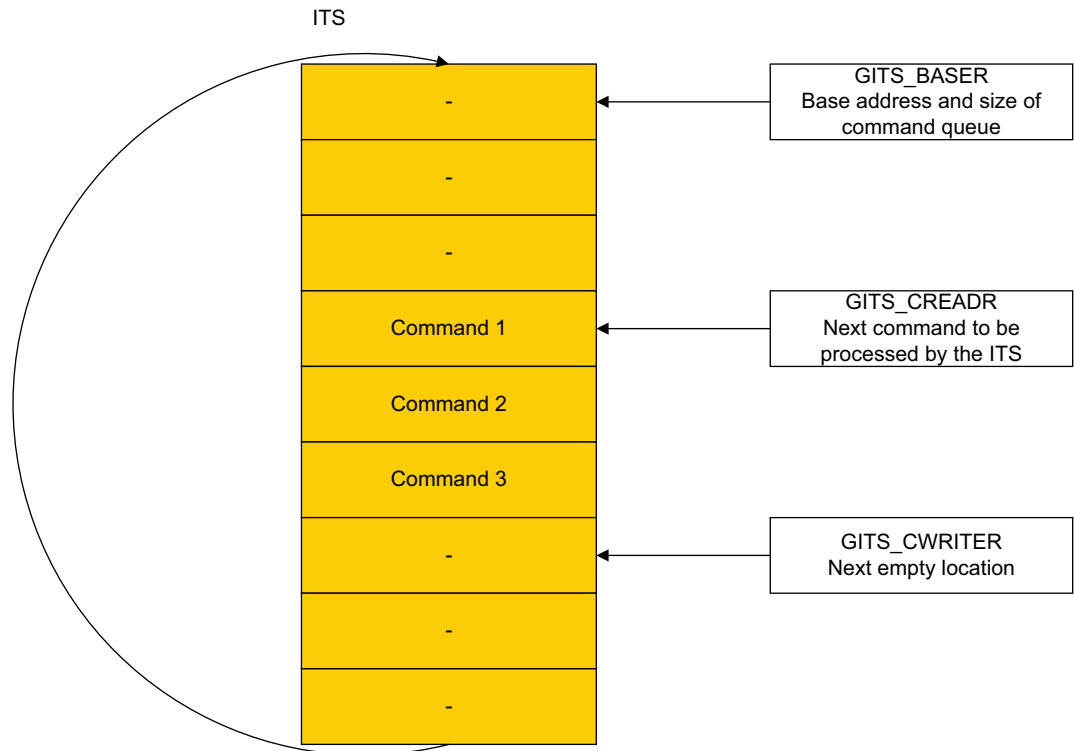 ITS
-
GITS_BASER
Base address and size of
command queue
-
-
Command 1
GITS_CREADR
Next command to be
processed by the ITS
Command 2
Command 3
-
GITS_CWRITER
Next empty location
-
-